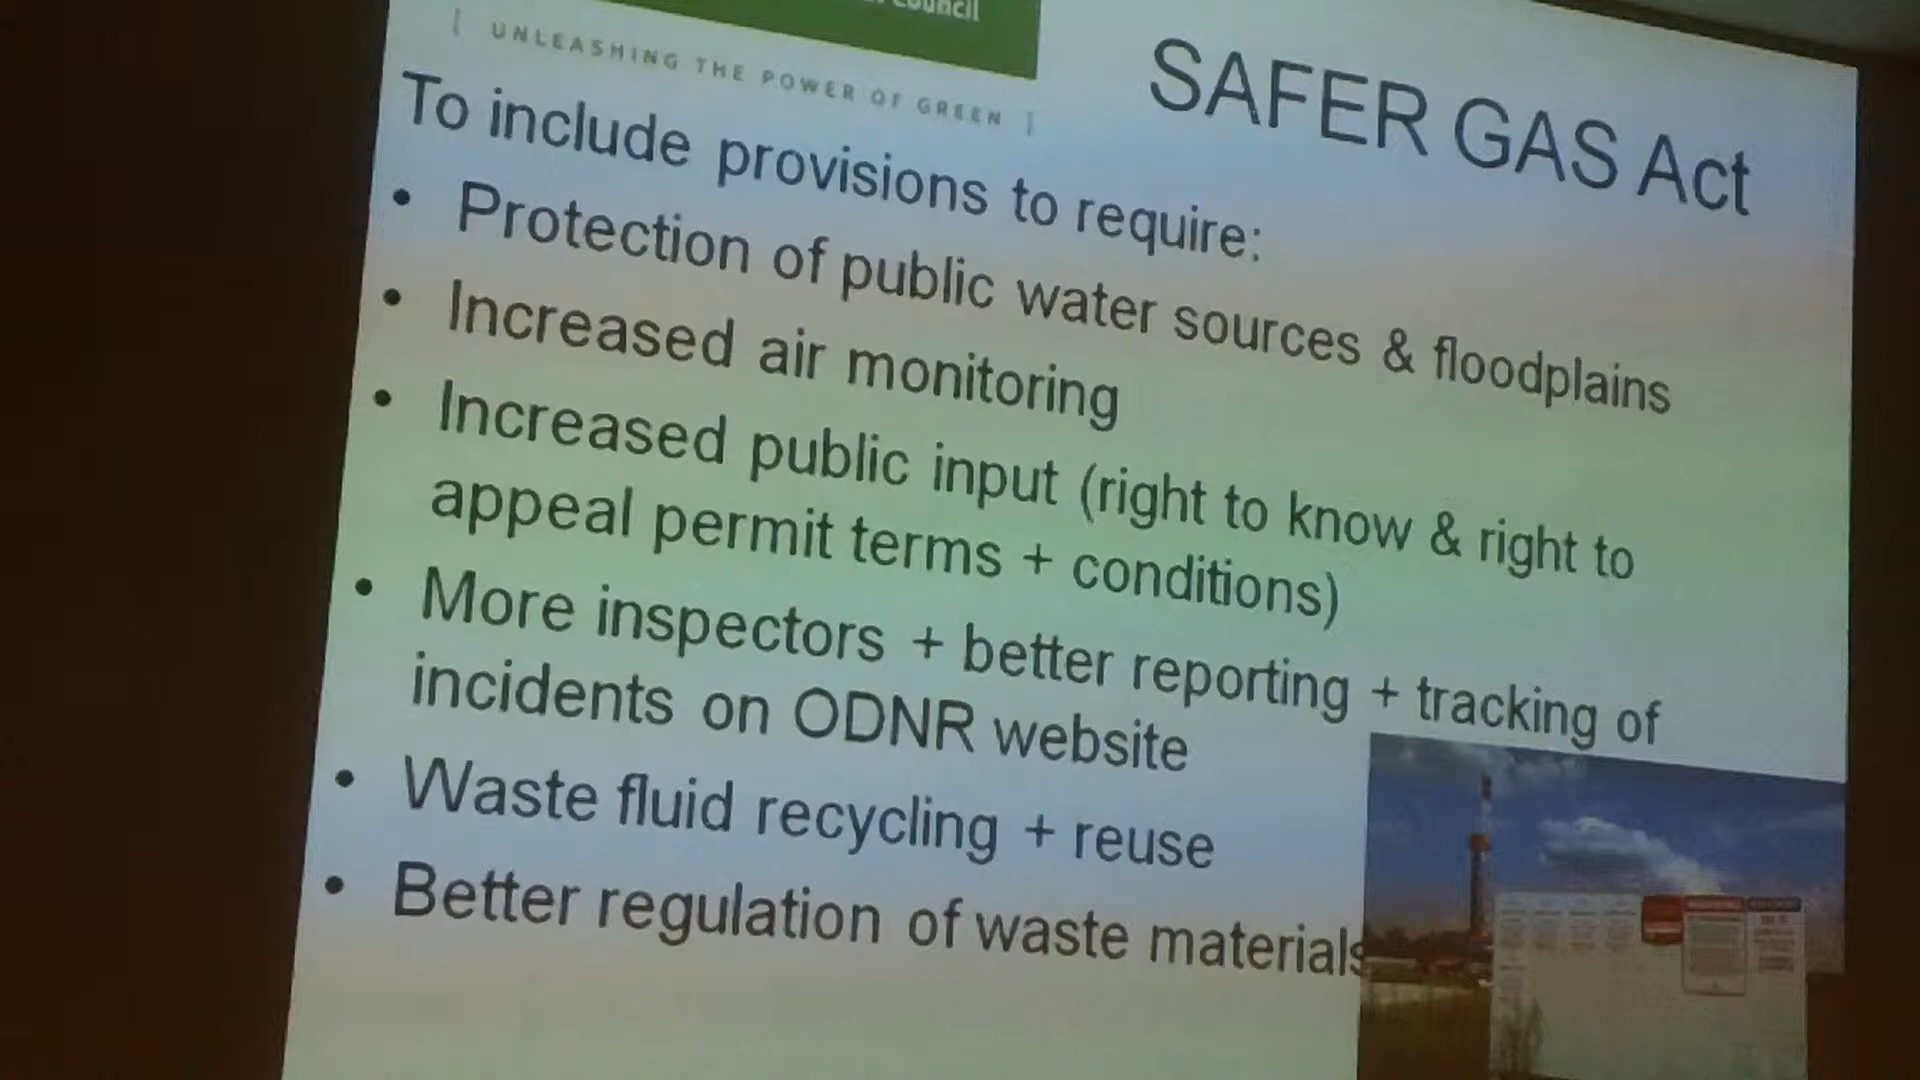 Council
[ UNLEASHING THE POWER OF GREEN ]
SAFER GAS Act
To include provisions to require:
• Protection of public water sources & floodplains
• Increased air monitoring
• Increased public input (right to know & right to
appeal permit terms + conditions)
• More inspectors + better reporting + tracking of
incidents on ODNR website
• Waste fluid recycling + reuse
• Better regulation of waste materials